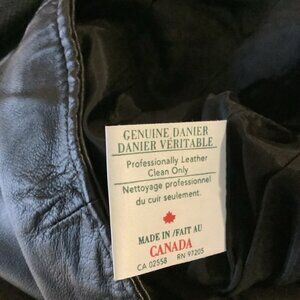 GENUINE DANIER
DANIER VÉRITABLE
Professionally Leather
Clean Only
Nettoyage professionnel
du cuir seulement.
MADE IN / FAIT AU
CANADA
CA 02558 RN 97205